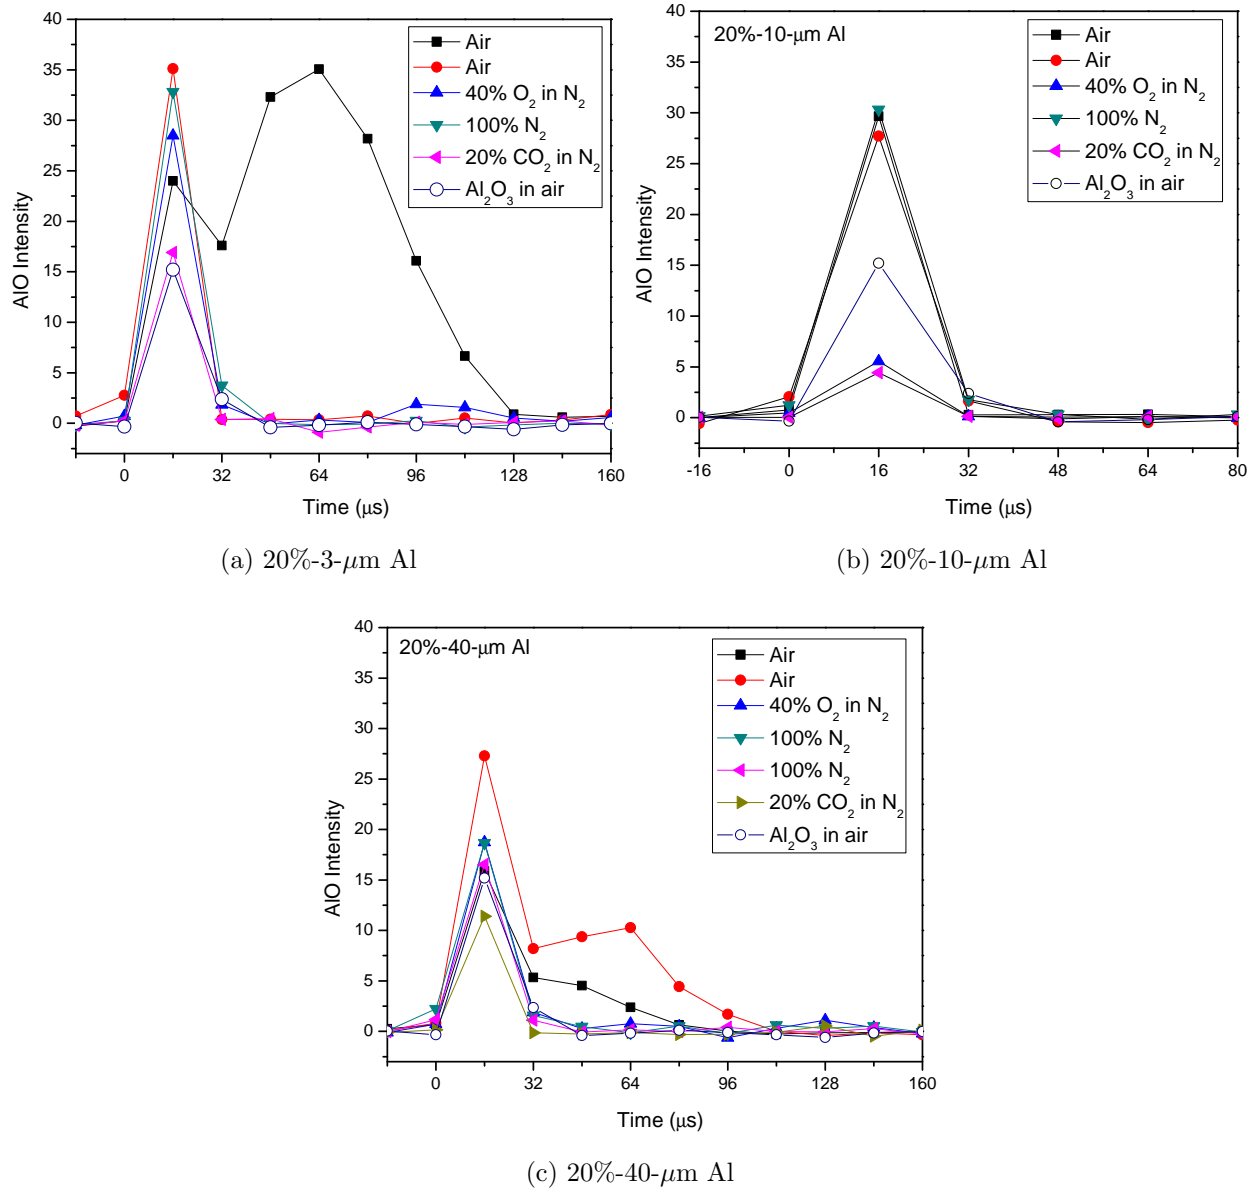 40
35
30
25
20
15
10
5
0
AlO Intensity
Air
Air
40% O₂ in N₂
100% N₂
20% CO₂ in N₂
Al₂O₃ in air
0 32 64 96 128 160
Time (μs)
(a) 20%-3-μm Al
40
35
30
25
20
15
10
5
0
AlO Intensity
20%-10-μm Al
Air
Air
40% O₂ in N₂
100% N₂
20% CO₂ in N₂
Al₂O₃ in air
-16 0 16 32 48 64 80
Time (μs)
(b) 20%-10-μm Al
40
35
30
25
20
15
10
5
0
AlO Intensity
20%-40-μm Al
Air
Air
40% O₂ in N₂
100% N₂
100% N₂
20% CO₂ in N₂
Al₂O₃ in air
0 32 64 96 128 160
Time (μs)
(c) 20%-40-μm Al